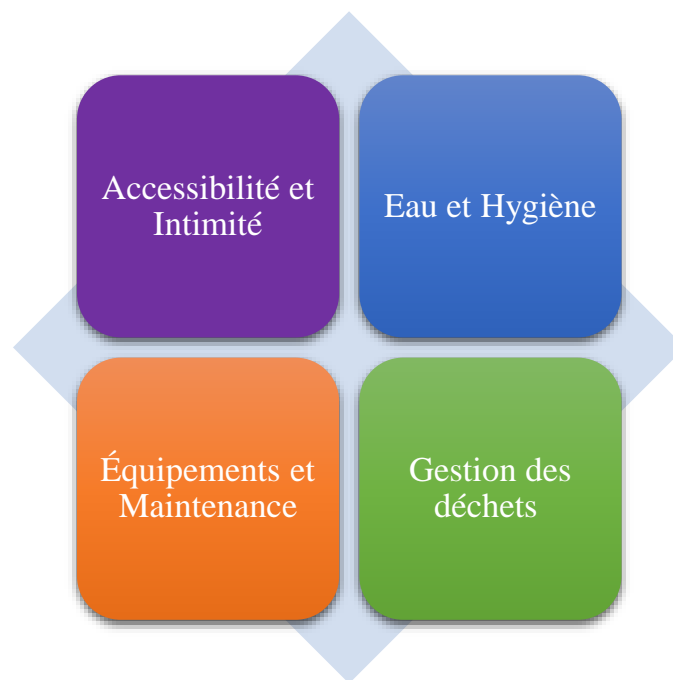 Accessibilité et
Intimité
Eau et Hygiène
Équipements et
Maintenance
Gestion des
déchets